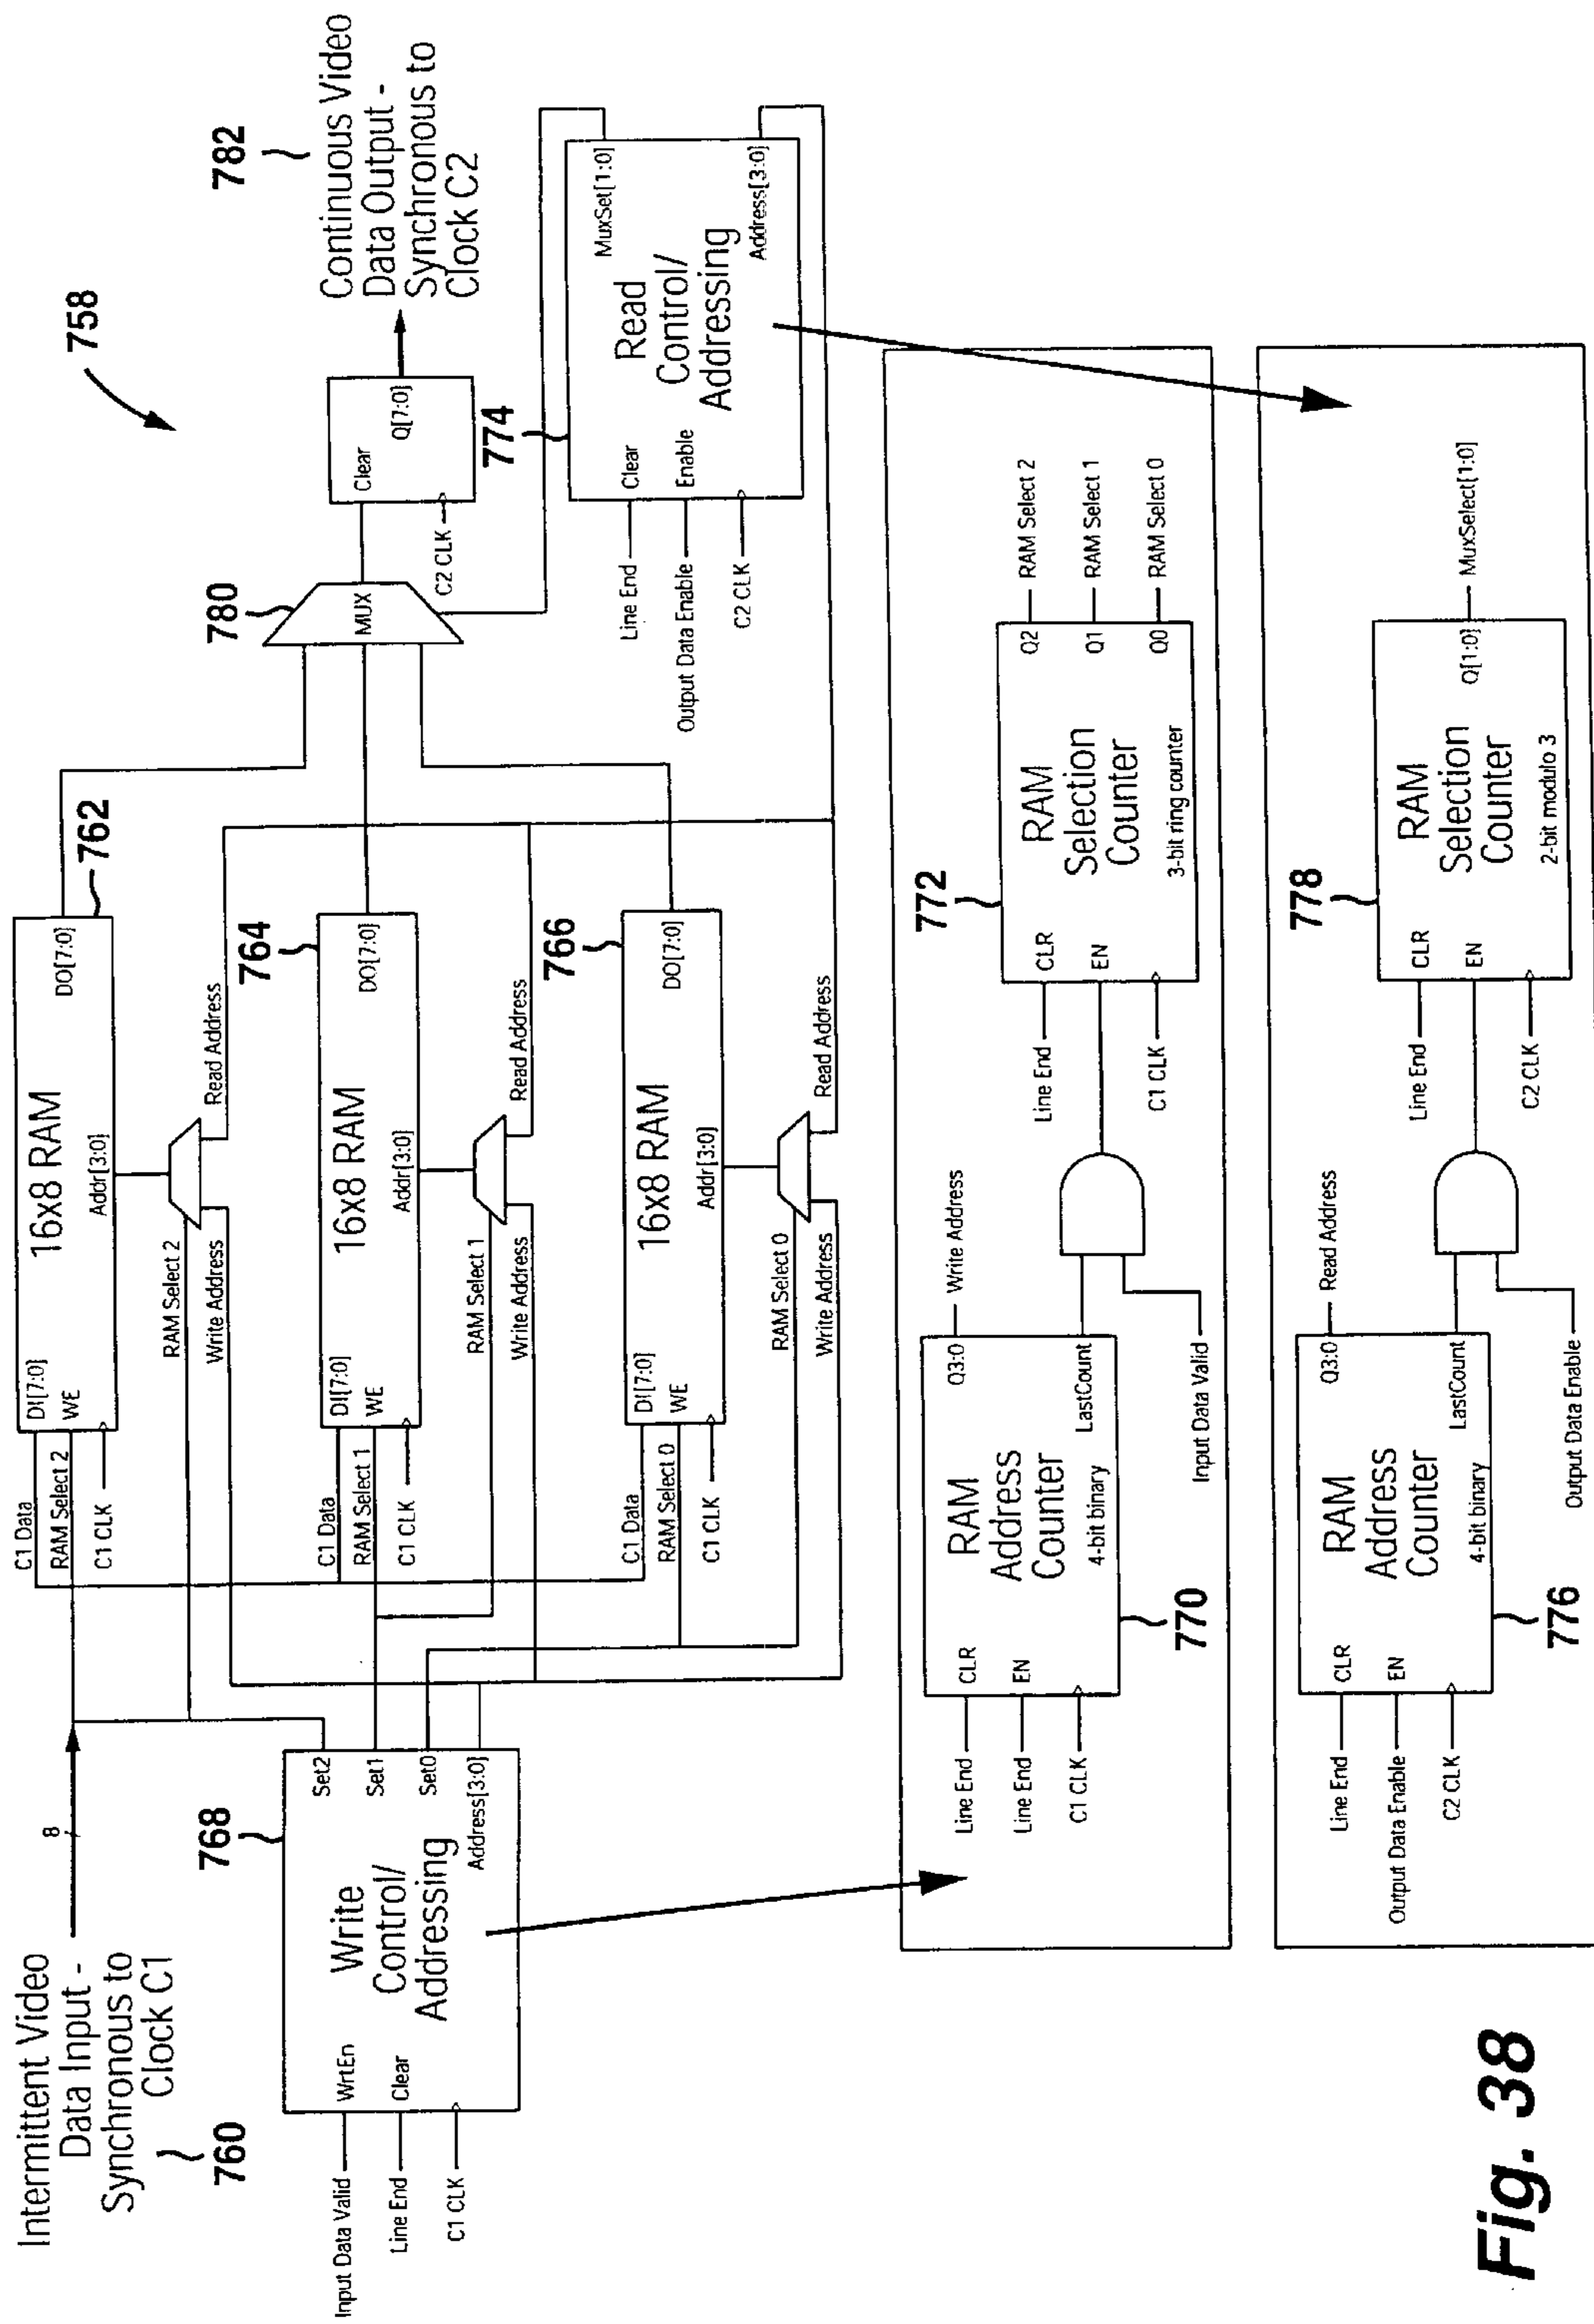 Intermittent Video
Data Input -
Synchronous to
Clock C1
760
8
758
782
Continuous Video
Data Output -
Synchronous to
Clock C2
768
Input Data Valid
Line End
C1 CLK
WrtEn
Clear
Write
Control/
Addressing
Set2
Set1
Set0
Address[3:0]
C1 Data
RAM Select 2
C1 CLK
DI[7:0]
WE
16x8 RAM
Addr[3:0]
DO[7:0]
762
RAM Select 2
Write Address
Read Address
C1 Data
RAM Select 1
C1 CLK
DI[7:0]
WE
16x8 RAM
Addr[3:0]
DO[7:0]
764
RAM Select 1
Write Address
Read Address
C1 Data
RAM Select 0
C1 CLK
DI[7:0]
WE
16x8 RAM
Addr[3:0]
DO[7:0]
766
RAM Select 0
Write Address
Read Address
780
MUX
C2 CLK
Clear
Q[7:0]
774
Line End
Output Data Enable
C2 CLK
Clear
Enable
Read
Control/
Addressing
MuxSet[1:0]
Address[3:0]
Line End
Line End
C1 CLK
CLR
EN
RAM
Address
Counter
4-bit binary
Q3:0
LastCount
770
Write Address
Input Data Valid
772
Line End
C1 CLK
CLR
EN
RAM
Selection
Counter
3-bit ring counter
Q2
Q1
Q0
RAM Select 2
RAM Select 1
RAM Select 0
Line End
Output Data Enable
C2 CLK
CLR
EN
RAM
Address
Counter
4-bit binary
Q3:0
LastCount
776
Read Address
Output Data Enable
778
Line End
C2 CLK
CLR
EN
RAM
Selection
Counter
2-bit modulo 3
Q[1:0]
MuxSelect[1:0]
Fig. 38